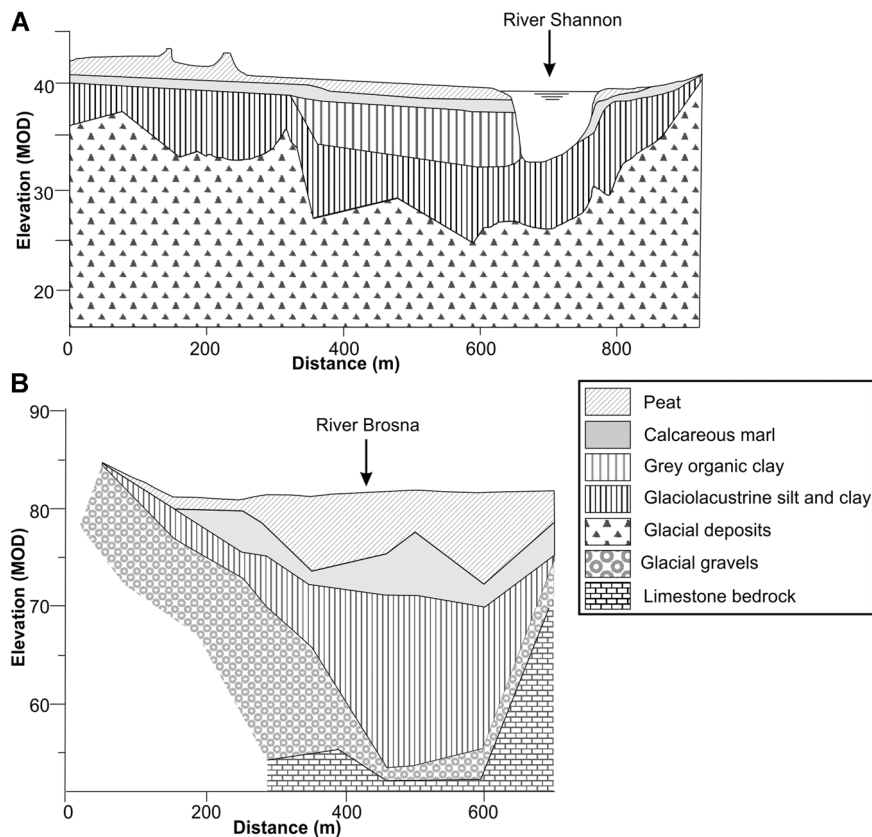 A
River Shannon
40
30
20
Elevation (MOD)
0
200
400
600
800
Distance (m)
B
River Brosna
90
80
70
60
Elevation (MOD)
0
200
400
600
Distance (m)
Peat
Calcareous marl
Grey organic clay
Glaciolacustrine silt and clay
Glacial deposits
Glacial gravels
Limestone bedrock